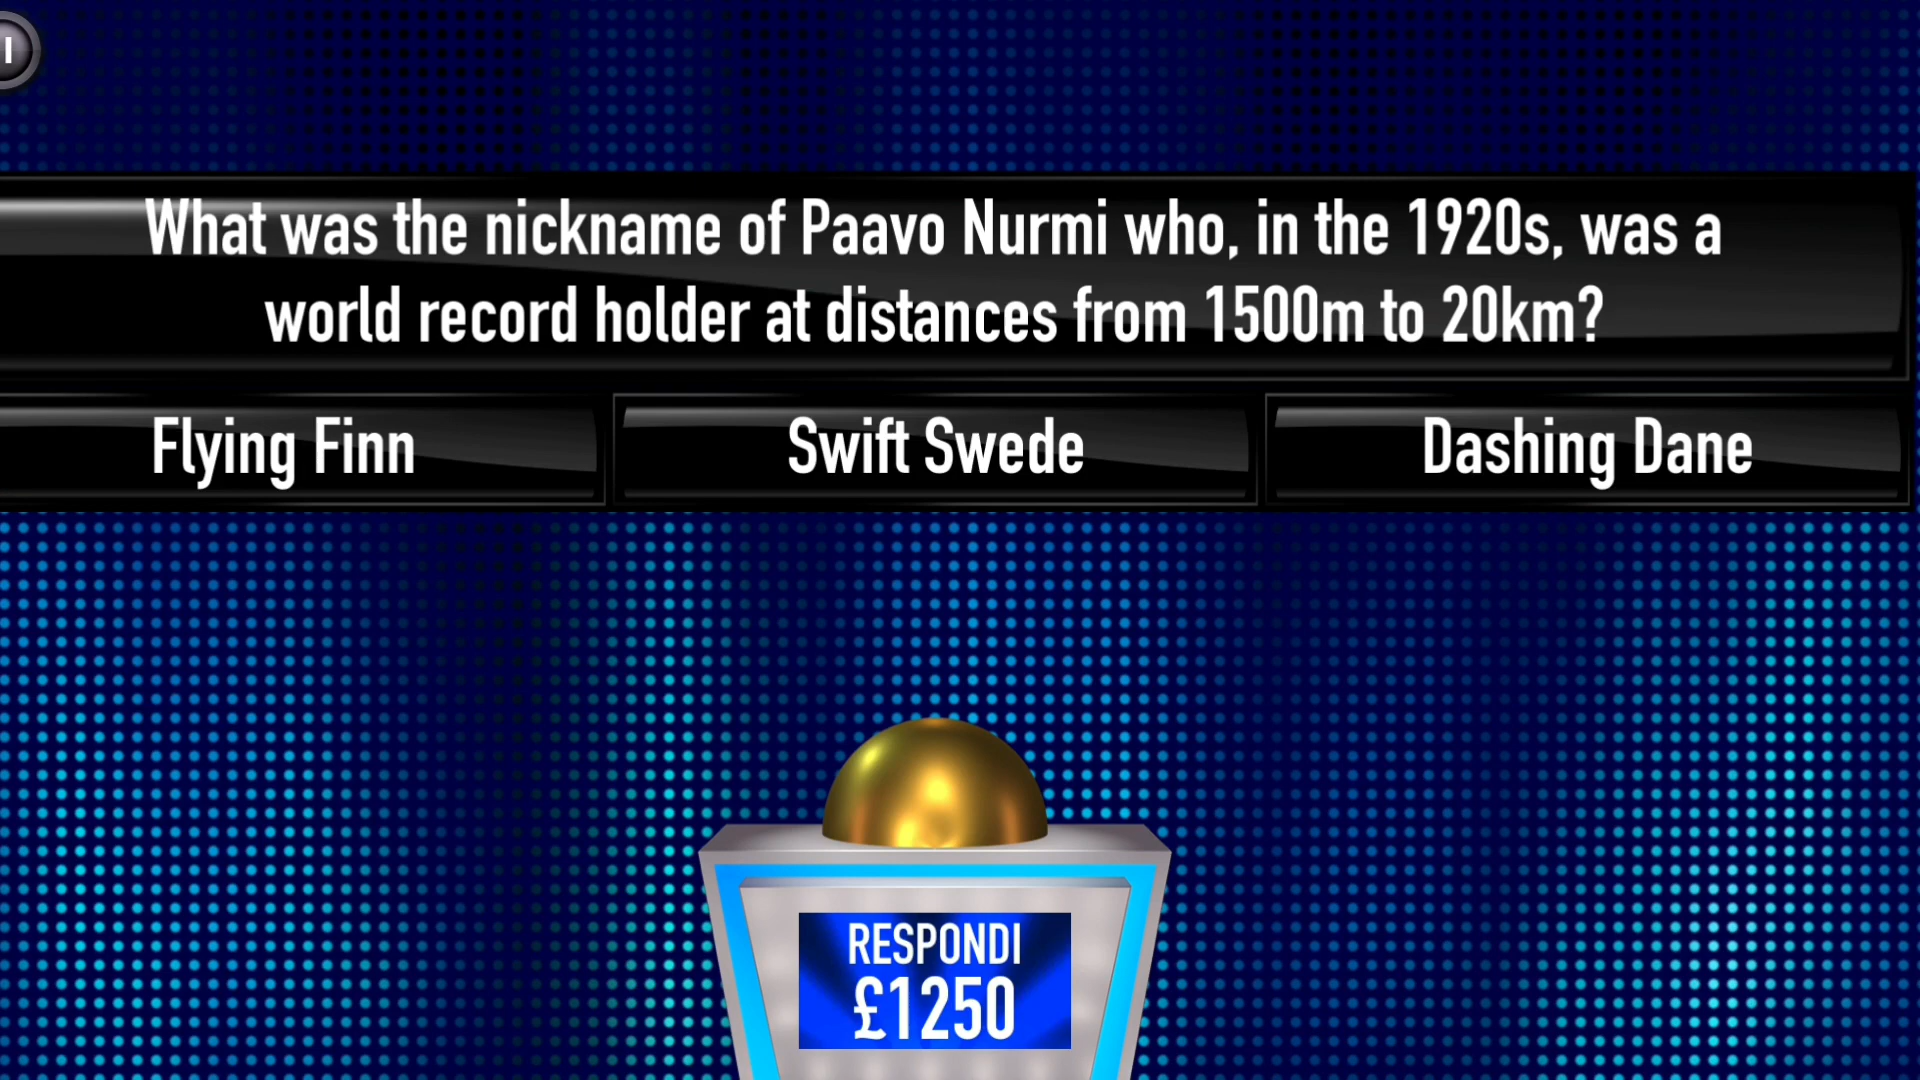 What was the nickname of Paavo Nurmi who, in the 1920s, was a
world record holder at distances from 1500m to 20km?
Flying Finn
Swift Swede
Dashing Dane
RESPONDI
£1250